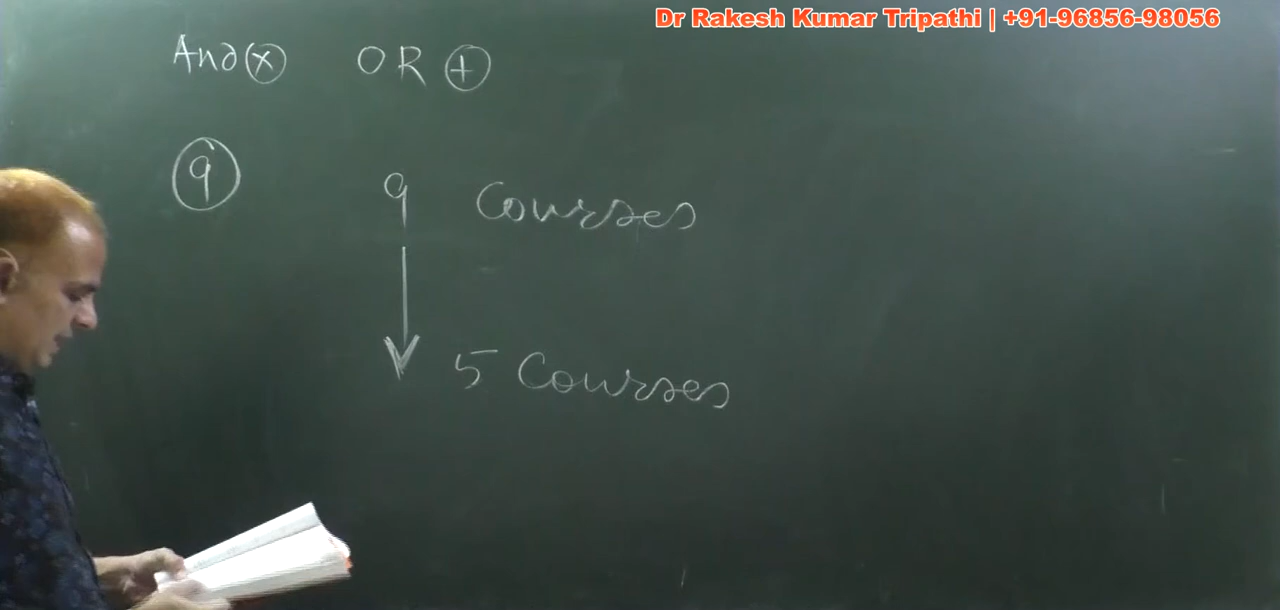 Dr Rakesh Kumar Tripathi | +91-96856-98056
And (×) OR (+)
9 9 Courses
5 Courses